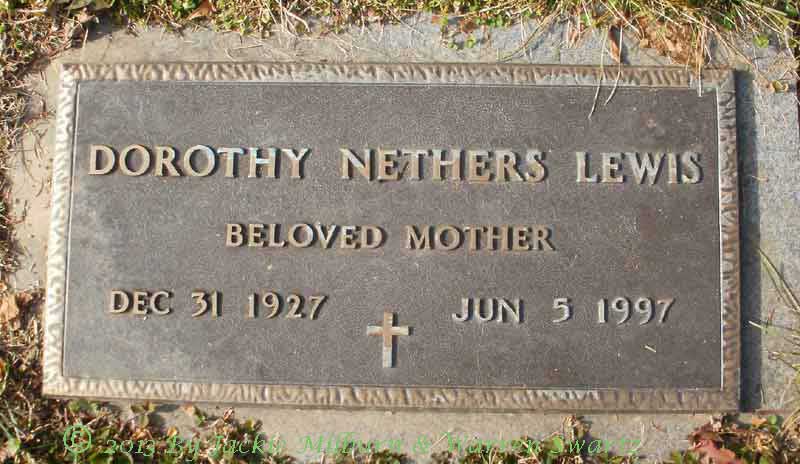 DOROTHY NETHERS LEWIS
BELOVED MOTHER
DEC 31 1927 JUN 5 1997
© 2013 By Jackie Milburn & Warren Swartz